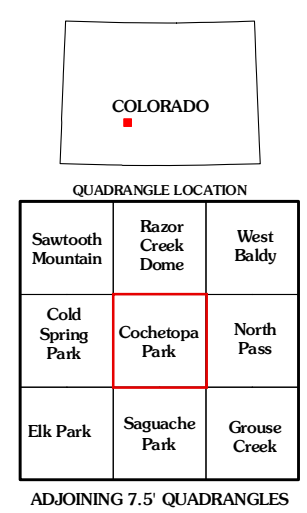 COLORADO
QUADRANGLE LOCATION
Sawtooth
Mountain
Razor
Creek
Dome
West
Baldy
Cold
Spring
Park
Cochetopa
Park
North
Pass
Elk Park
Saguache
Park
Grouse
Creek
ADJOINING 7.5' QUADRANGLES